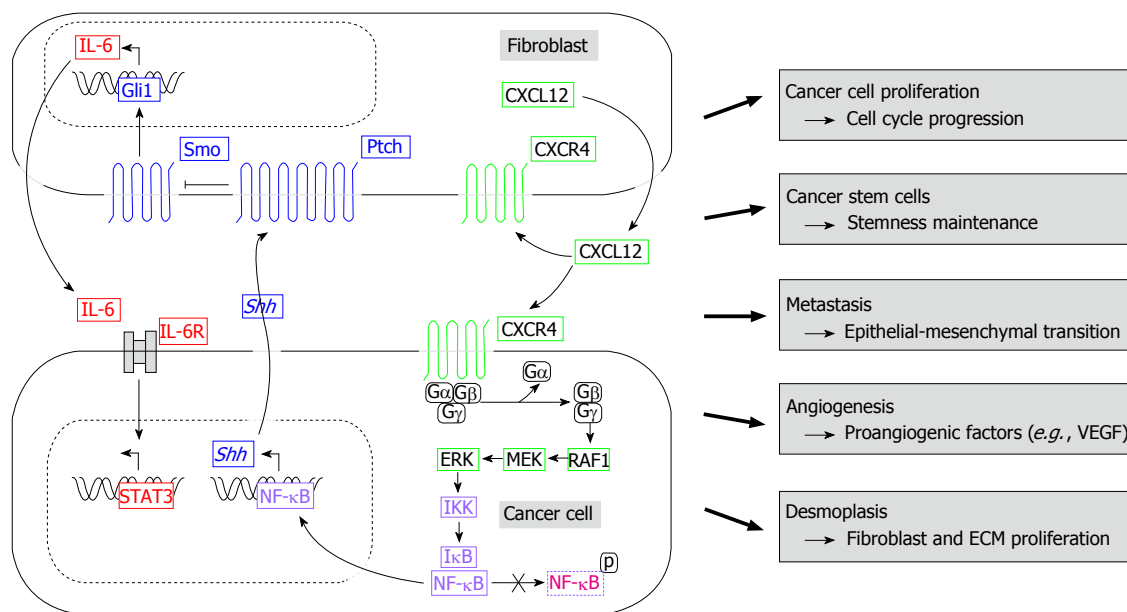 IL-6
Gli1
Fibroblast
CXCL12
Smo
Ptch
CXCR4
CXCL12
IL-6
Shh
IL-6R
CXCR4
Gα
Gα
Gβ
Gγ
Gβ
Gγ
Shh
ERK
MEK
RAF1
STAT3
NF-κB
IKK
Cancer cell
IκB
NF-κB
NF-κB
p
Cancer cell proliferation
Cell cycle progression
Cancer stem cells
Stemness maintenance
Metastasis
Epithelial-mesenchymal transition
Angiogenesis
Proangiogenic factors (e.g., VEGF)
Desmoplasis
Fibroblast and ECM proliferation